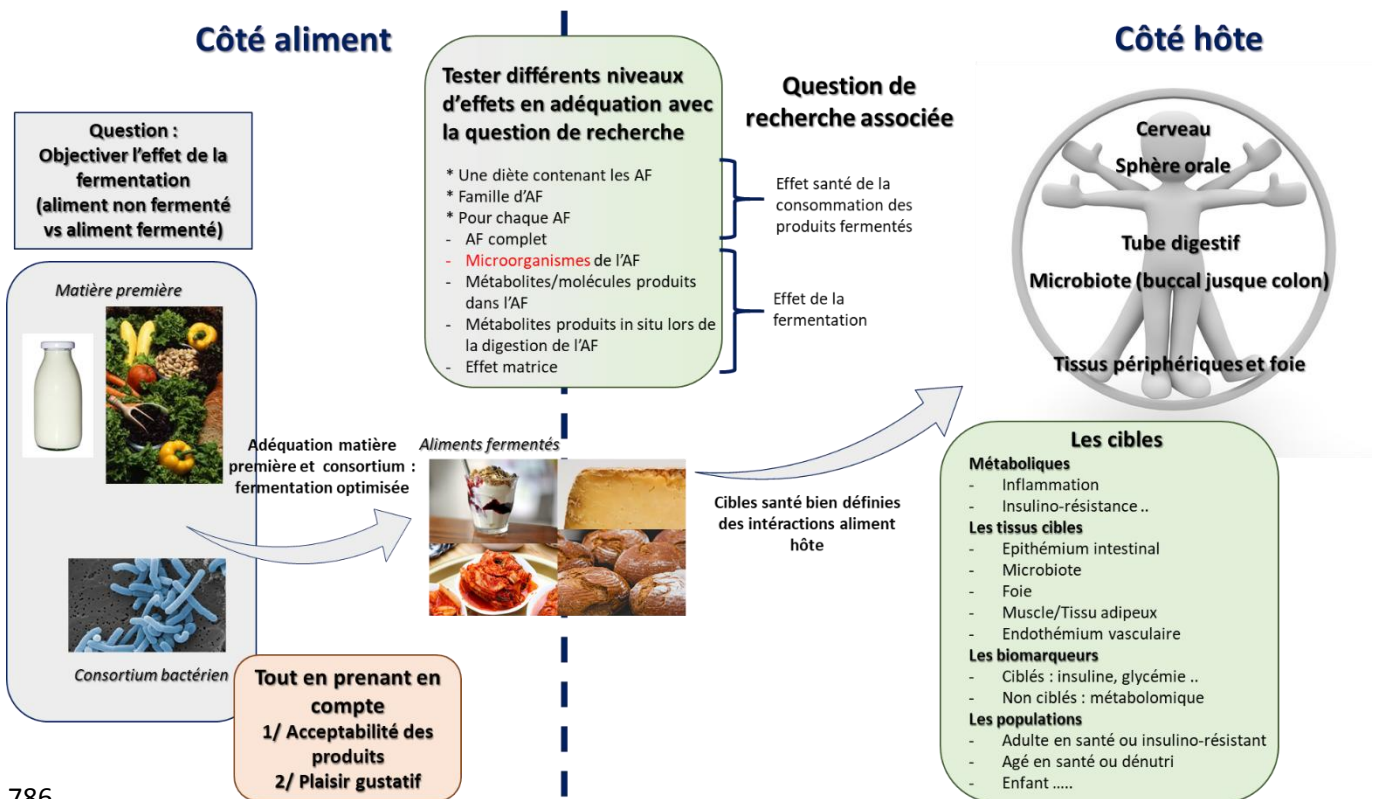 Côté aliment
Côté hôte
Question :
Objectiver l'effet de la
fermentation
(aliment non fermenté
vs aliment fermenté)
Matière première
Consortium bactérien
Adéquation matière
première et consortium :
fermentation optimisée
Tout en prenant en
compte
1/ Acceptabilité des
produits
2/ Plaisir gustatif
Tester différents niveaux
d'effets en adéquation avec
la question de recherche
* Une diète contenant les AF
* Famille d'AF
* Pour chaque AF
- AF complet
- Microorganismes de l'AF
- Métabolites/molécules produits
dans l'AF
- Métabolites produits in situ lors de
la digestion de l'AF
- Effet matrice
Question de
recherche associée
Effet santé de la
consommation des
produits fermentés
Effet de la
fermentation
Aliments fermentés
Cibles santé bien définies
des intéractions aliment
hôte
Cerveau
Sphère orale
Tube digestif
Microbiote (buccal jusque colon)
Tissus périphériques et foie
Les cibles
Métaboliques
- Inflammation
- Insulino-résistance ..
Les tissus cibles
- Epithémium intestinal
- Microbiote
- Foie
- Muscle/Tissu adipeux
- Endothémium vasculaire
Les biomarqueurs
- Ciblés : insuline, glycémie ..
- Non ciblés : métabolomique
Les populations
- Adulte en santé ou insulino-résistant
- Agé en santé ou dénutri
- Enfant .....
786